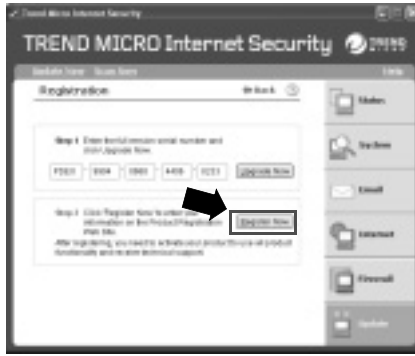 Trend Micro Internet Security
TREND MICRO Internet Security
Update Now Scan Now Help
Registration Back
Status
Step 1 Enter the full version serial number and
click Upgrade Now.
System
Upgrade Now
Email
Step 2 Click Register Now to enter your
information on the Product Registration
Web Site.
Register Now
Internet
After registering, you need to activate your product to use all product
functionality and receive technical support.
Firewall
Update